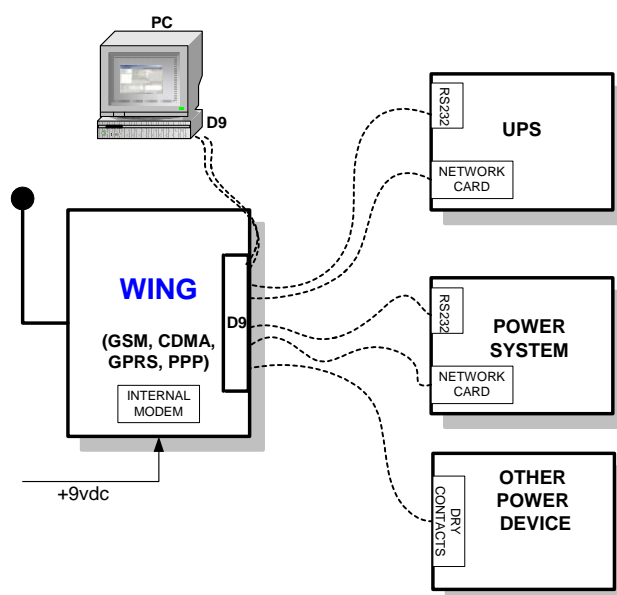 PC
D9
WING
(GSM, CDMA,
GPRS, PPP)
INTERNAL
MODEM
D9
+9vdc
RS232
UPS
NETWORK
CARD
RS232
POWER
SYSTEM
NETWORK
CARD
OTHER
POWER
DEVICE
DRY
CONTACTS